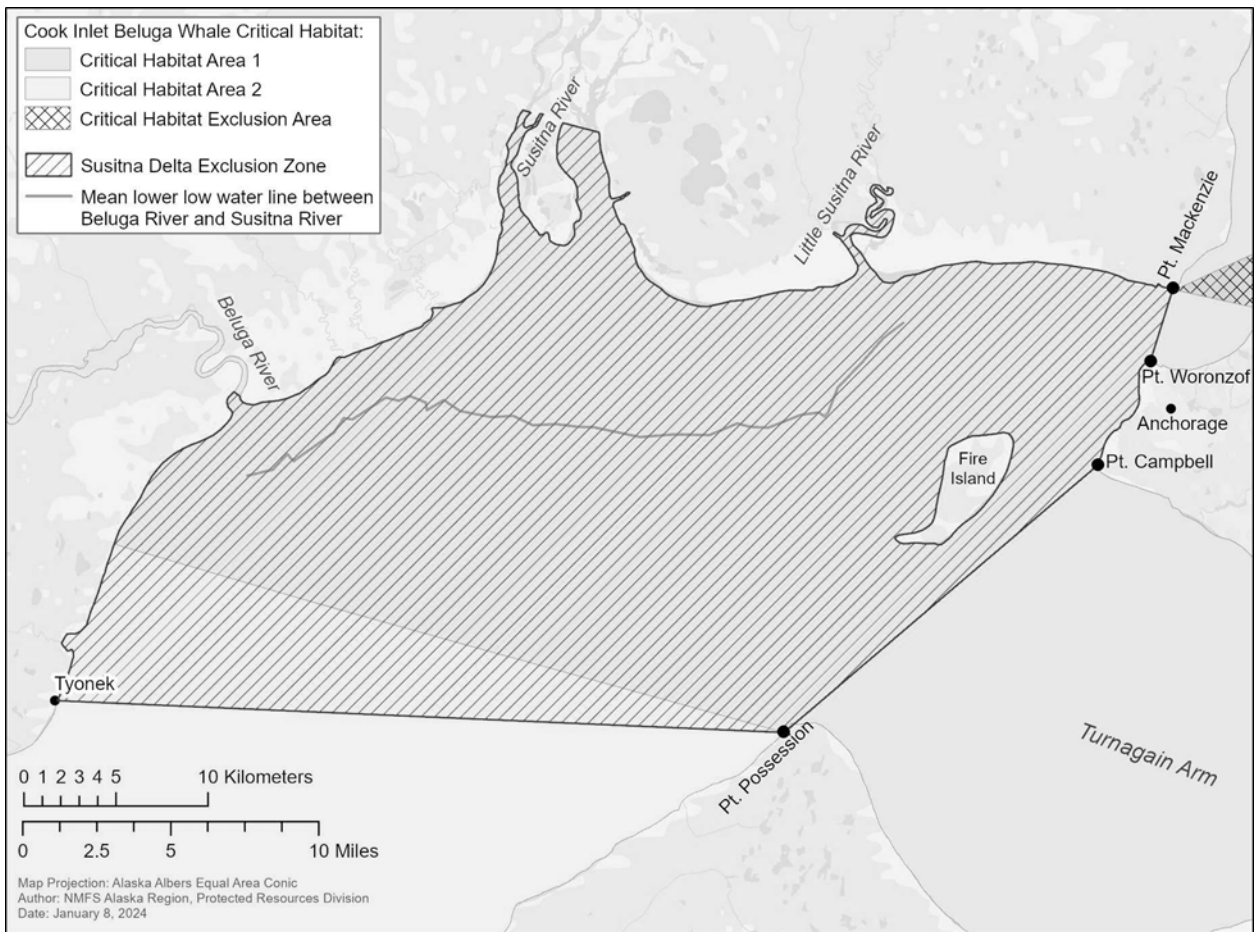 Cook Inlet Beluga Whale Critical Habitat:
Critical Habitat Area 1
Critical Habitat Area 2
Critical Habitat Exclusion Area
Susitna Delta Exclusion Zone
Mean lower low water line between
Beluga River and Susitna River
Susitna River
Little Susitna River
Pt. Mackenzie
Beluga River
Pt. Woronzof
Anchorage
Pt. Campbell
Fire
Island
Tyonek
Pt. Possession
Turnagain Arm
0 1 2 3 4 5 10 Kilometers
0 2.5 5 10 Miles
Map Projection: Alaska Albers Equal Area Conic
Author: NMFS Alaska Region, Protected Resources Division
Date: January 8, 2024